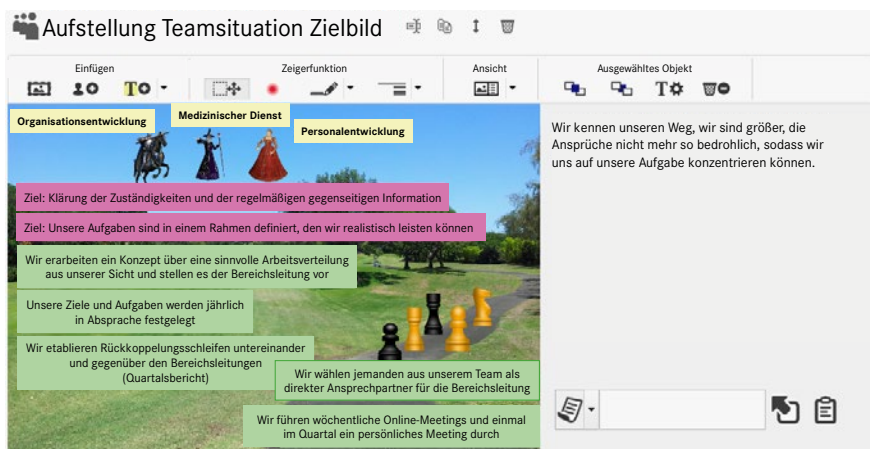 Aufstellung Teamsituation Zielbild
Einfügen
Zeigerfunktion
Ansicht
Ausgewähltes Objekt
T
T
Organisationsentwicklung
Medizinischer Dienst
Personalentwicklung
Ziel: Klärung der Zuständigkeiten und der regelmäßigen gegenseitigen Information
Ziel: Unsere Aufgaben sind in einem Rahmen definiert, den wir realistisch leisten können
Wir erarbeiten ein Konzept über eine sinnvolle Arbeitsverteilung
aus unserer Sicht und stellen es der Bereichsleitung vor
Unsere Ziele und Aufgaben werden jährlich
in Absprache festgelegt
Wir etablieren Rückkoppelungsschleifen untereinander
und gegenüber den Bereichsleitungen
(Quartalsbericht)
Wir wählen jemanden aus unserem Team als
direkter Ansprechpartner für die Bereichsleitung
Wir führen wöchentliche Online-Meetings und einmal
im Quartal ein persönliches Meeting durch
Wir kennen unseren Weg, wir sind größer, die
Ansprüche nicht mehr so bedrohlich, sodass wir
uns auf unsere Aufgabe konzentrieren können.